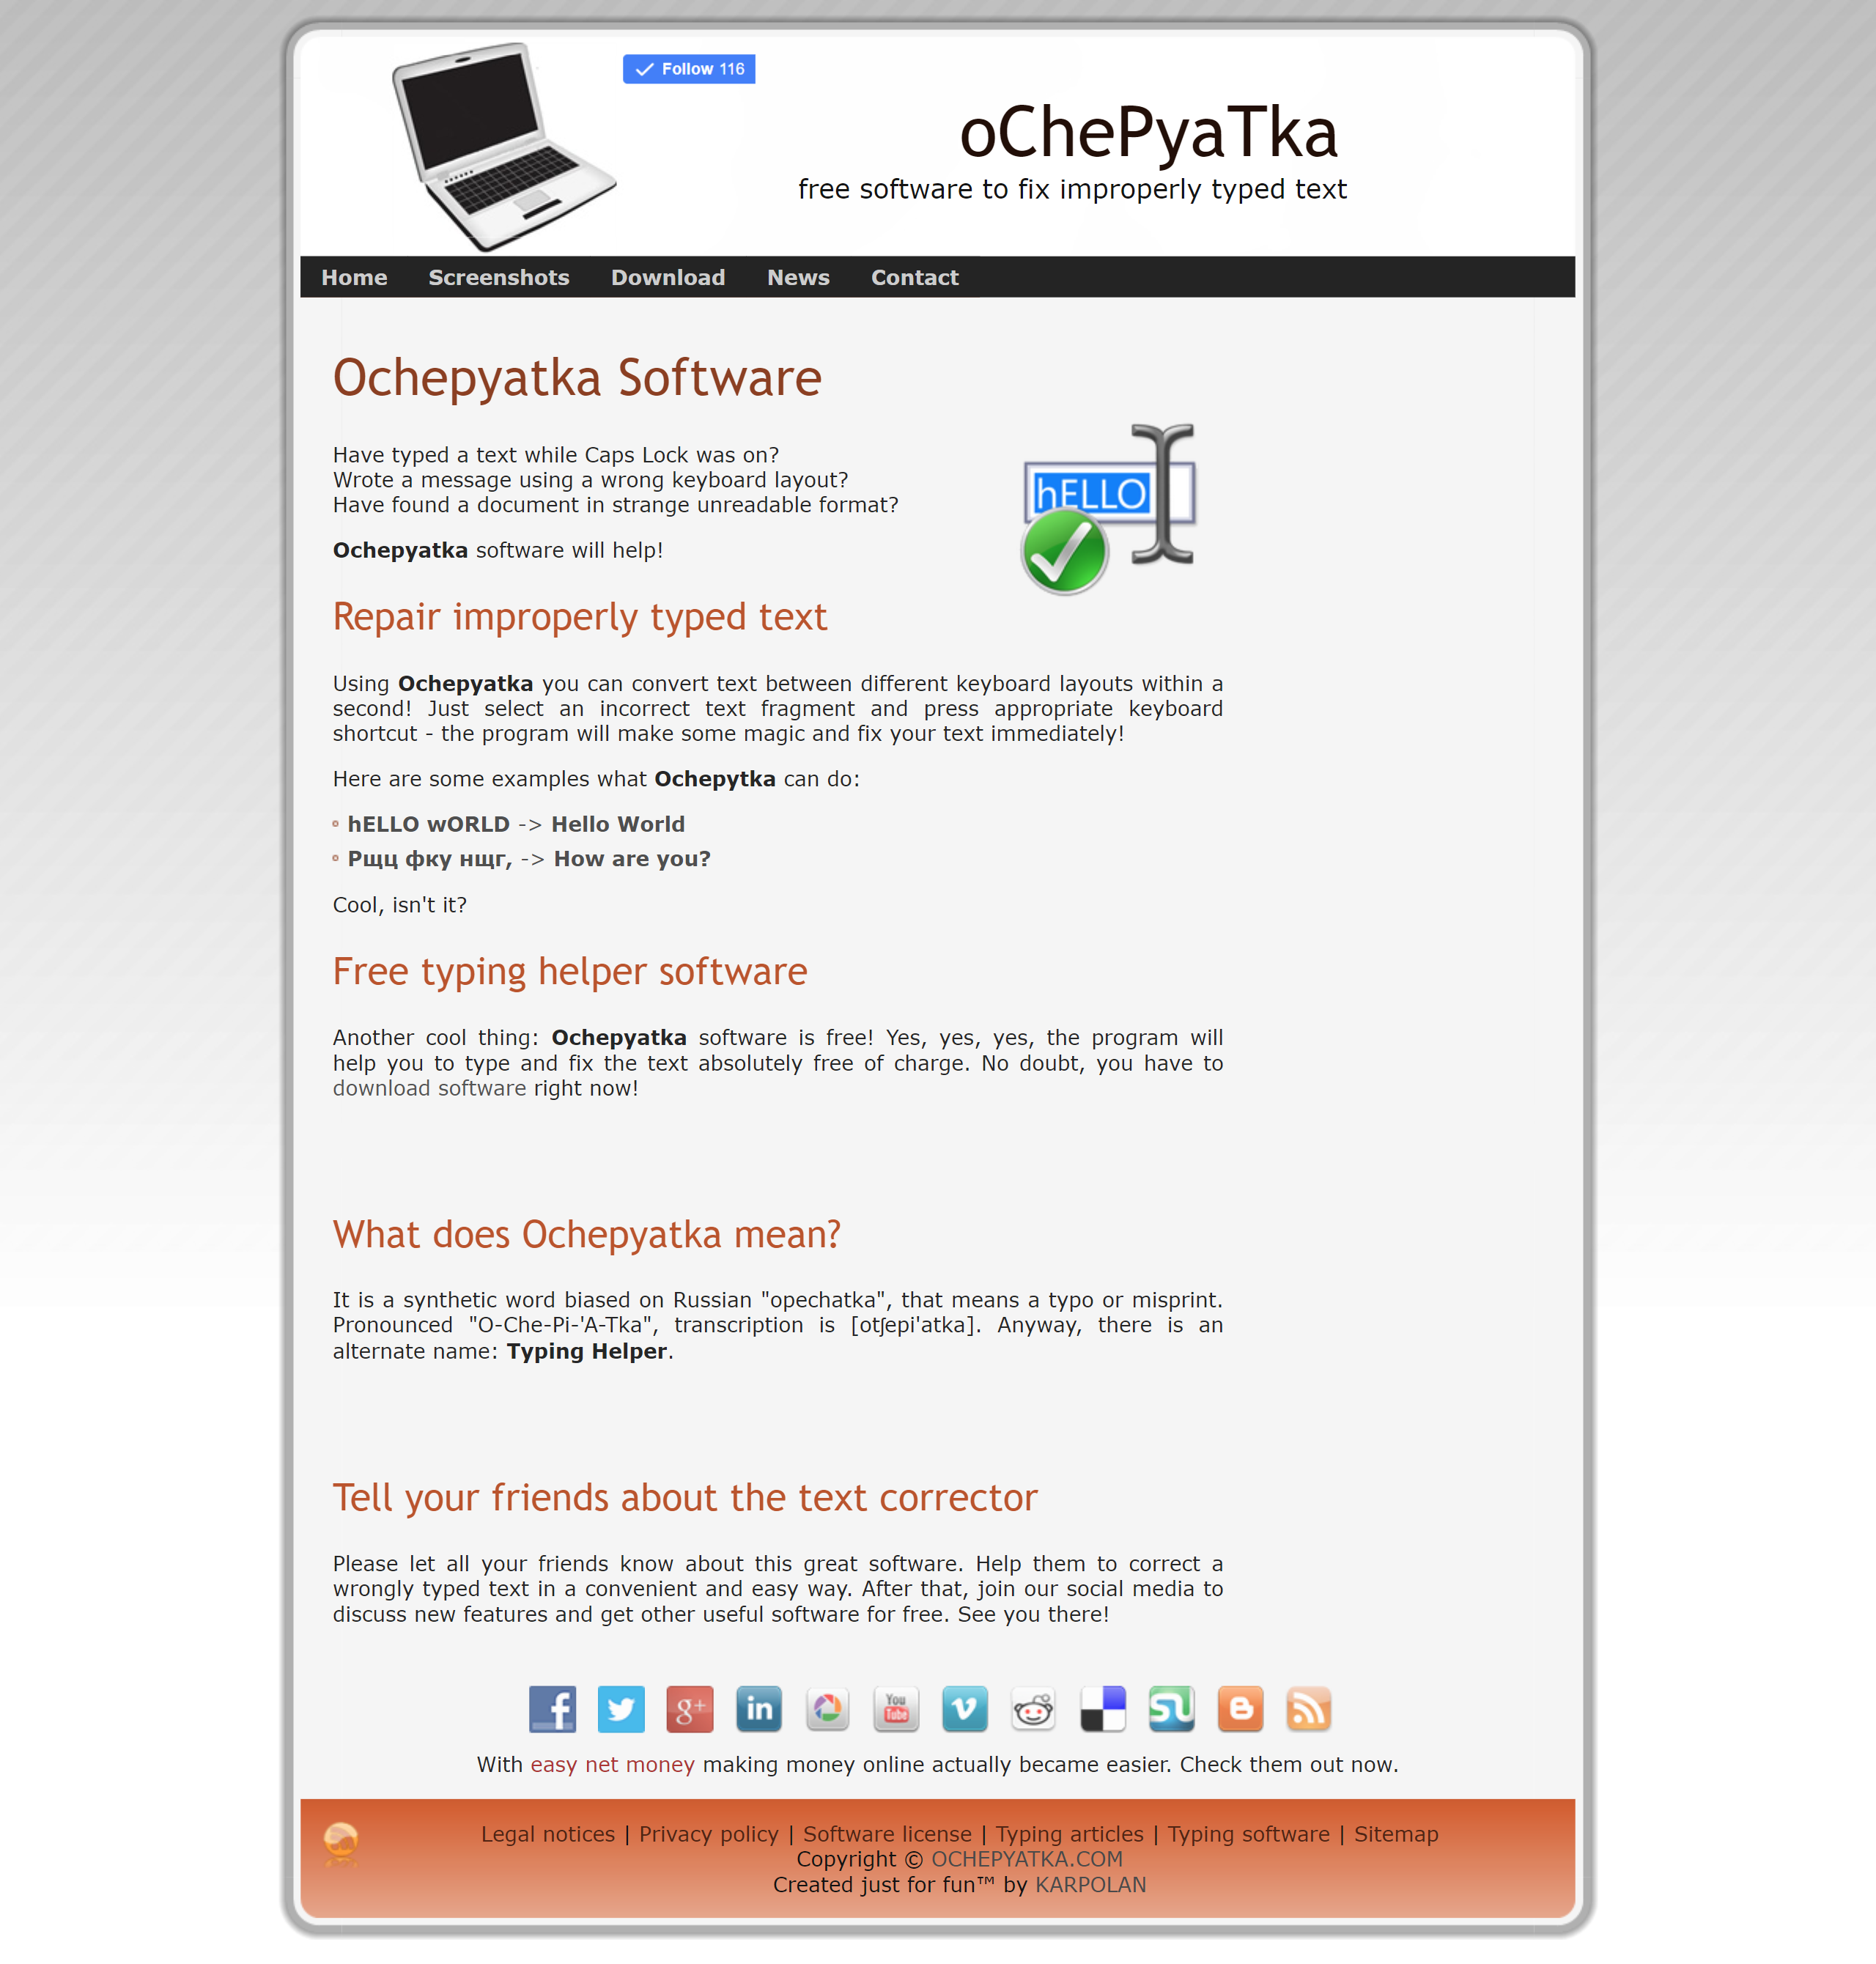 Follow 116
oChePyaTka
free software to fix improperly typed text
Home Screenshots Download News Contact
Ochepyatka Software
Have typed a text while Caps Lock was on?
Wrote a message using a wrong keyboard layout?
Have found a document in strange unreadable format?
hELLO
Ochepyatka software will help!
Repair improperly typed text
Using Ochepyatka you can convert text between different keyboard layouts within a
second! Just select an incorrect text fragment and press appropriate keyboard
shortcut - the program will make some magic and fix your text immediately!
Here are some examples what Ochepytka can do:
hELLO wORLD -> Hello World
Рщц фку нщг, -> How are you?
Cool, isn't it?
Free typing helper software
Another cool thing: Ochepyatka software is free! Yes, yes, yes, the program will
help you to type and fix the text absolutely free of charge. No doubt, you have to
download software right now!
What does Ochepyatka mean?
It is a synthetic word biased on Russian "opechatka", that means a typo or misprint.
Pronounced "O-Che-Pi-'A-Tka", transcription is [otʃepi'atka]. Anyway, there is an
alternate name: Typing Helper.
Tell your friends about the text corrector
Please let all your friends know about this great software. Help them to correct a
wrongly typed text in a convenient and easy way. After that, join our social media to
discuss new features and get other useful software for free. See you there!
f g+ in You Tube v SU B
With easy net money making money online actually became easier. Check them out now.
Legal notices | Privacy policy | Software license | Typing articles | Typing software | Sitemap
Copyright © OCHEPYATKA.COM
Created just for fun™ by KARPOLAN